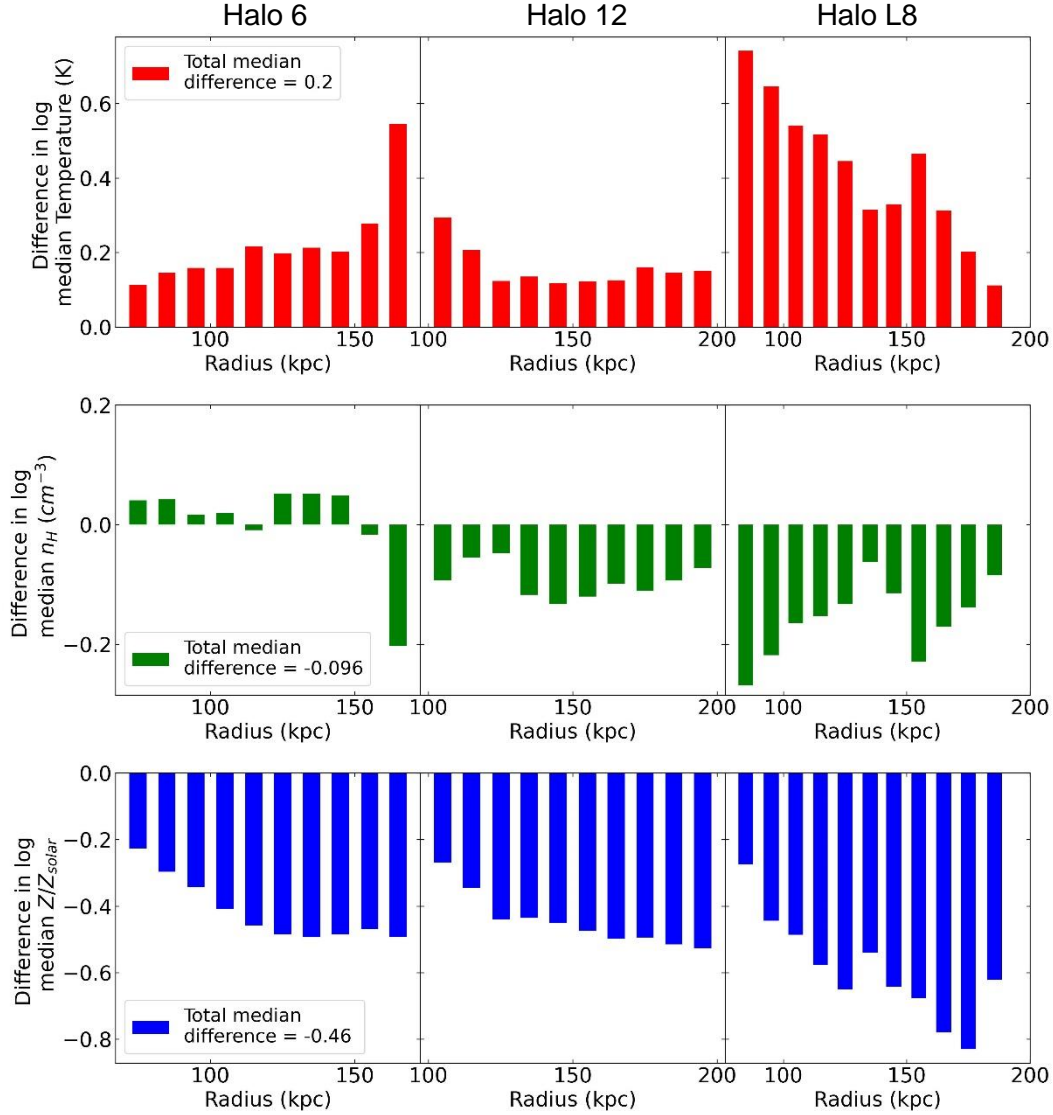 Halo 6 Halo 12 Halo L8
Difference in log
median Temperature (K)
0.6
0.4
0.2
0.0
Total median
difference = 0.2
100 150 100 150 200 100 150 200
Radius (kpc) Radius (kpc) Radius (kpc)
Difference in log
median n_H (cm^{-3})
0.2
0.0
−0.2
Total median
difference = -0.096
100 150 100 150 200 100 150 200
Radius (kpc) Radius (kpc) Radius (kpc)
Difference in log
median Z/Z_{solar}
0.0
−0.2
−0.4
−0.6
−0.8
Total median
difference = -0.46
100 150 100 150 200 100 150 200
Radius (kpc) Radius (kpc) Radius (kpc)